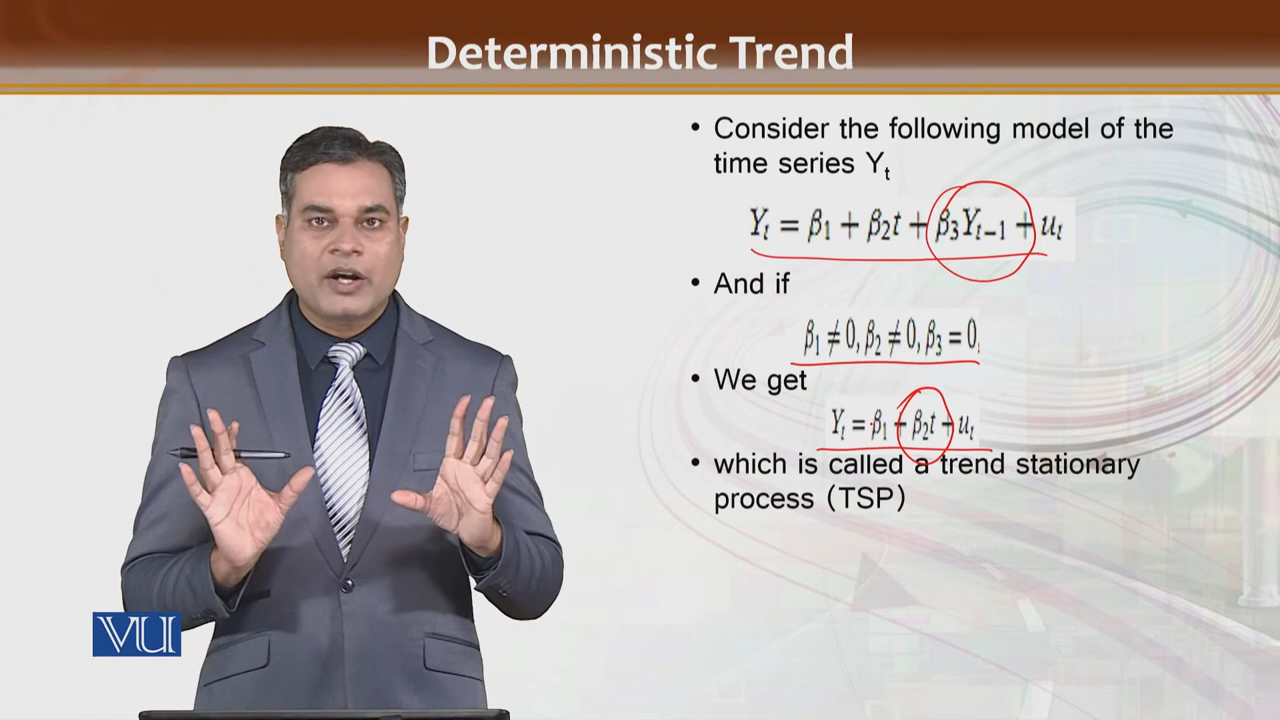 Deterministic Trend
• Consider the following model of the
time series Yₜ
Yₜ = β₁ + β₂t + β₃Yₜ₋₁ + uₜ
• And if
β₁ ≠ 0, β₂ ≠ 0, β₃ = 0,
• We get
Yₜ = β₁ + β₂t + uₜ
• which is called a trend stationary
process (TSP)
VU